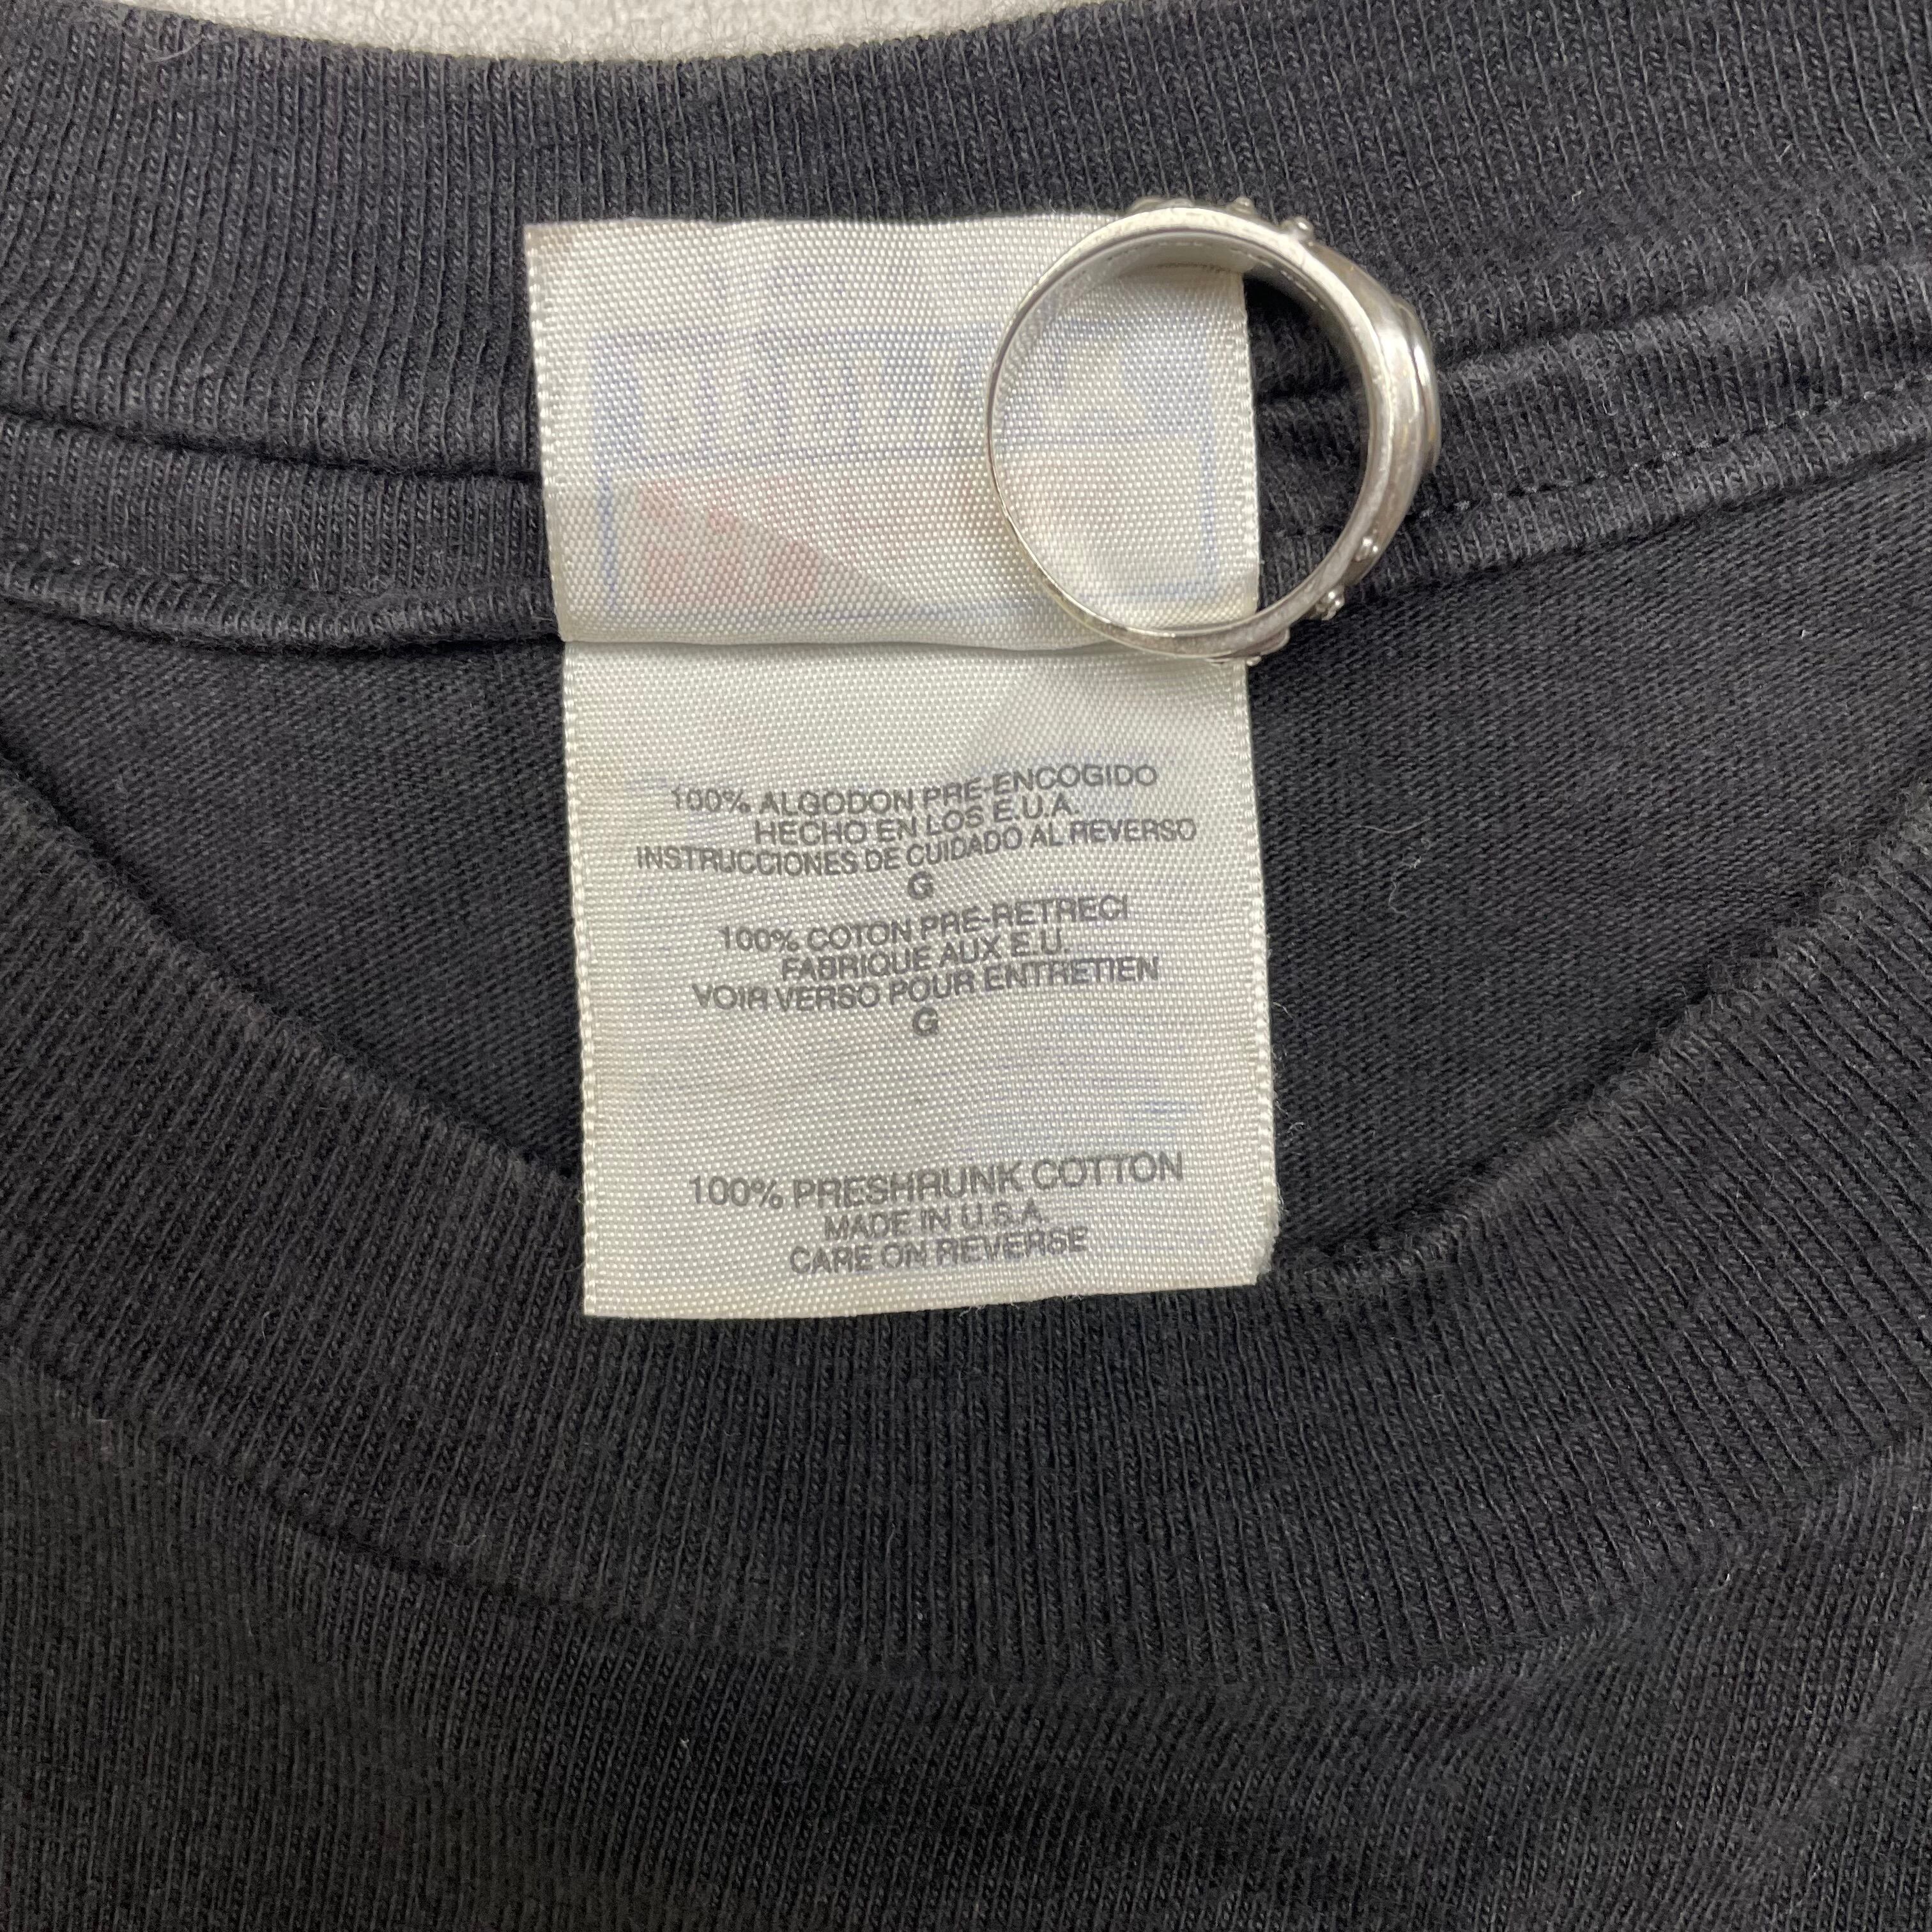 100% ALGODON PRE-ENCOGIDO
HECHO EN LOS E.U.A.
INSTRUCCIONES DE CUIDADO AL REVERSO
G
100% COTON PRE-RETRECI
FABRIQUE AUX E.U.
VOIR VERSO POUR ENTRETIEN
G
100% PRESHRUNK COTTON
MADE IN U.S.A.
CARE ON REVERSE